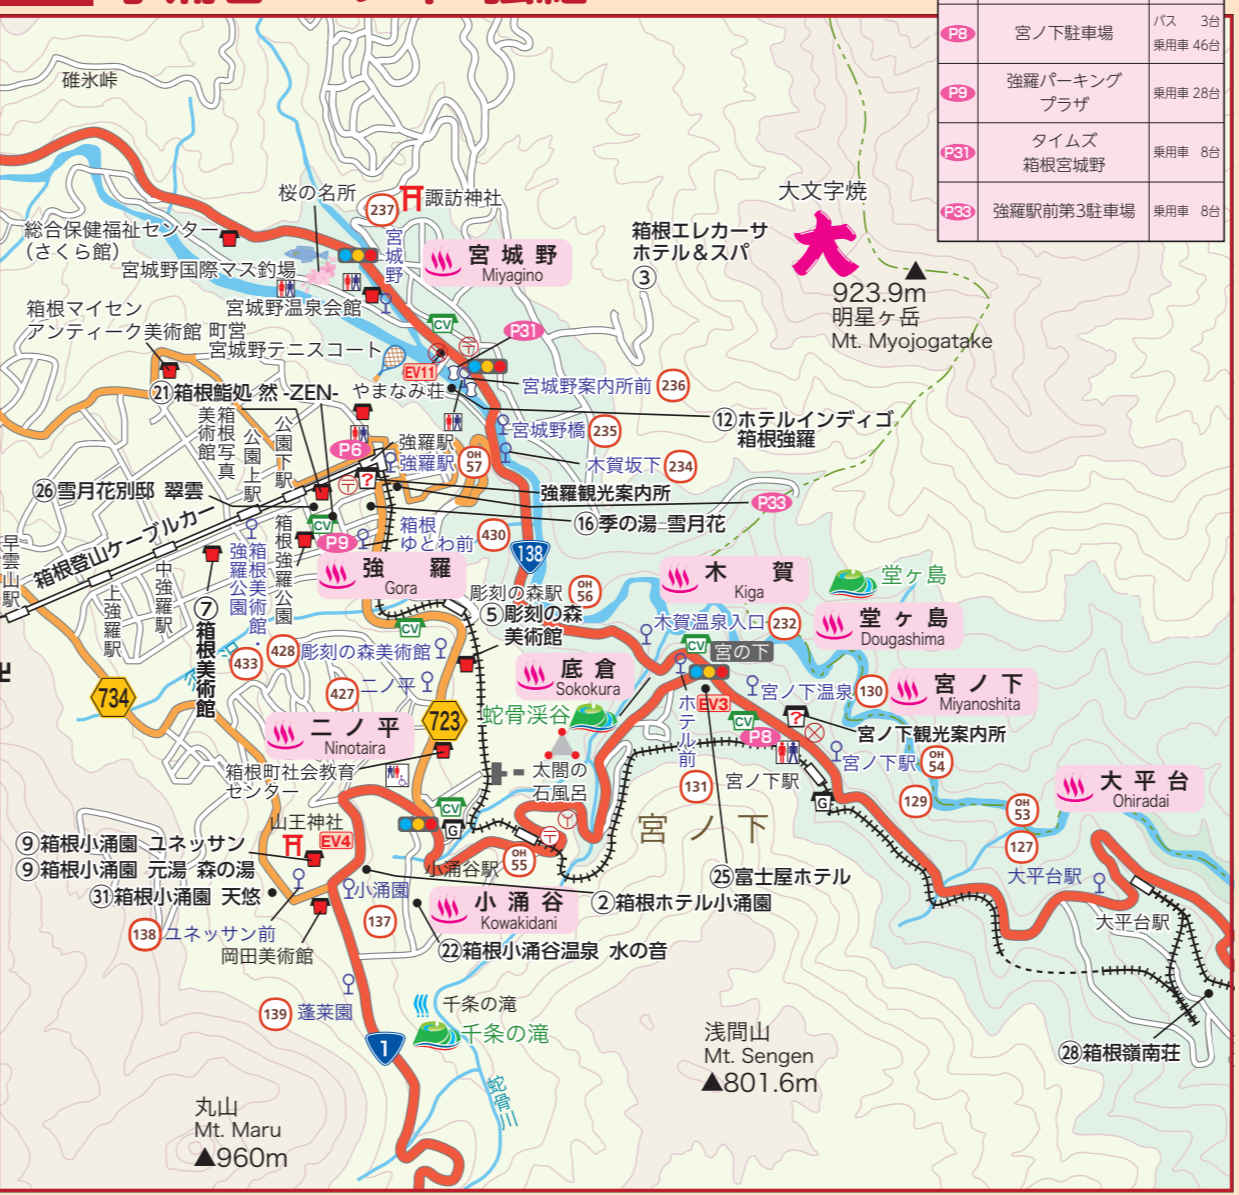 P8
宮ノ下駐車場
バス 3台
乗用車 46台
P9
強羅パーキング
プラザ
乗用車 28台
P31
タイムズ
箱根宮城野
乗用車 8台
P33
強羅駅前第3駐車場
乗用車 8台
碓氷峠
桜の名所
237
諏訪神社
総合保健福祉センター
(さくら館)
宮城野
宮城野
Miyagino
宮城野国際マス釣場
宮城野温泉会館
箱根エレカーサ
ホテル&スパ
③
大文字焼
大
923.9m
明星ヶ岳
Mt. Myojogatake
箱根マイセン
アンティーク美術館
町営
宮城野テニスコート
CV
P31
EV11
やまなみ荘
宮城野案内所前
236
㉑箱根鮨処 然 -ZEN-
⑫ホテルインディゴ
箱根強羅
宮城野橋
235
木賀坂下
234
箱根写真
美術館
公園上駅
公園下駅
P6
強羅駅
強羅駅
OH
57
?
強羅観光案内所
P33
㉖雪月花別邸 翠雲
⑯季の湯 雪月花
CV
P9
箱根
ゆとわ前
430
138
箱根登山ケーブルカー
早雲山駅
上強羅駅
中強羅駅
箱根美術館・
強羅公園
箱根強羅公園
強羅
Gora
彫刻の森駅
OH
56
⑤彫刻の森
美術館
木賀
Kiga
堂ヶ島
堂ヶ島
Dougashima
木賀温泉入口
232
CV
宮の下
⑦箱根美術館
433
428
彫刻の森美術館
CV
427
二ノ平
723
734
二ノ平
Ninotaira
底倉
Sokokura
蛇骨渓谷
ホテル前
EV3
宮ノ下温泉
130
宮ノ下
Miyanoshita
CV
P8
?
宮ノ下観光案内所
宮ノ下駅
OH
54
131
宮ノ下駅
G
129
大平台
Ohiradai
OH
53
127
箱根町社会教育
センター
太閤の
石風呂
宮ノ下
山王神社
EV4
CV
G
⑨箱根小涌園 ユネッサン
⑨箱根小涌園 元湯 森の湯
㉛箱根小涌園 天悠
小涌谷駅
OH
55
㉕富士屋ホテル
大平台駅
大平台駅
小涌園
137
138
ユネッサン前
岡田美術館
小涌谷
Kowakidani
②箱根ホテル小涌園
㉒箱根小涌谷温泉 水の音
139
蓬莱園
1
千条の滝
千条の滝
蛇骨川
浅間山
Mt. Sengen
▲801.6m
㉘箱根嶺南荘
丸山
Mt. Maru
▲960m